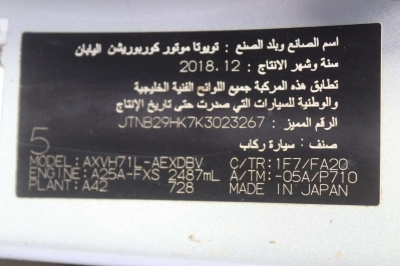 اسم الصانع وبلد الصنع : تويوتا موتور كوربوريشن اليابان
سنة وشهر الانتاج : 2018.12
تطابق هذه المركبة جميع اللوائح الفنية الخليجية
والوطنية للسيارات التي صدرت حتى تاريخ الإنتاج
الرقم المميز : JTNB29HK7K3023267
صنف : سيارة ركاب
5
MODEL: AXVH71L-AEXDBV C/TR: 1F7/FA20
ENGINE: A25A-FXS 2487mL A/TM: -05A/P710
PLANT: A42 728 MADE IN JAPAN